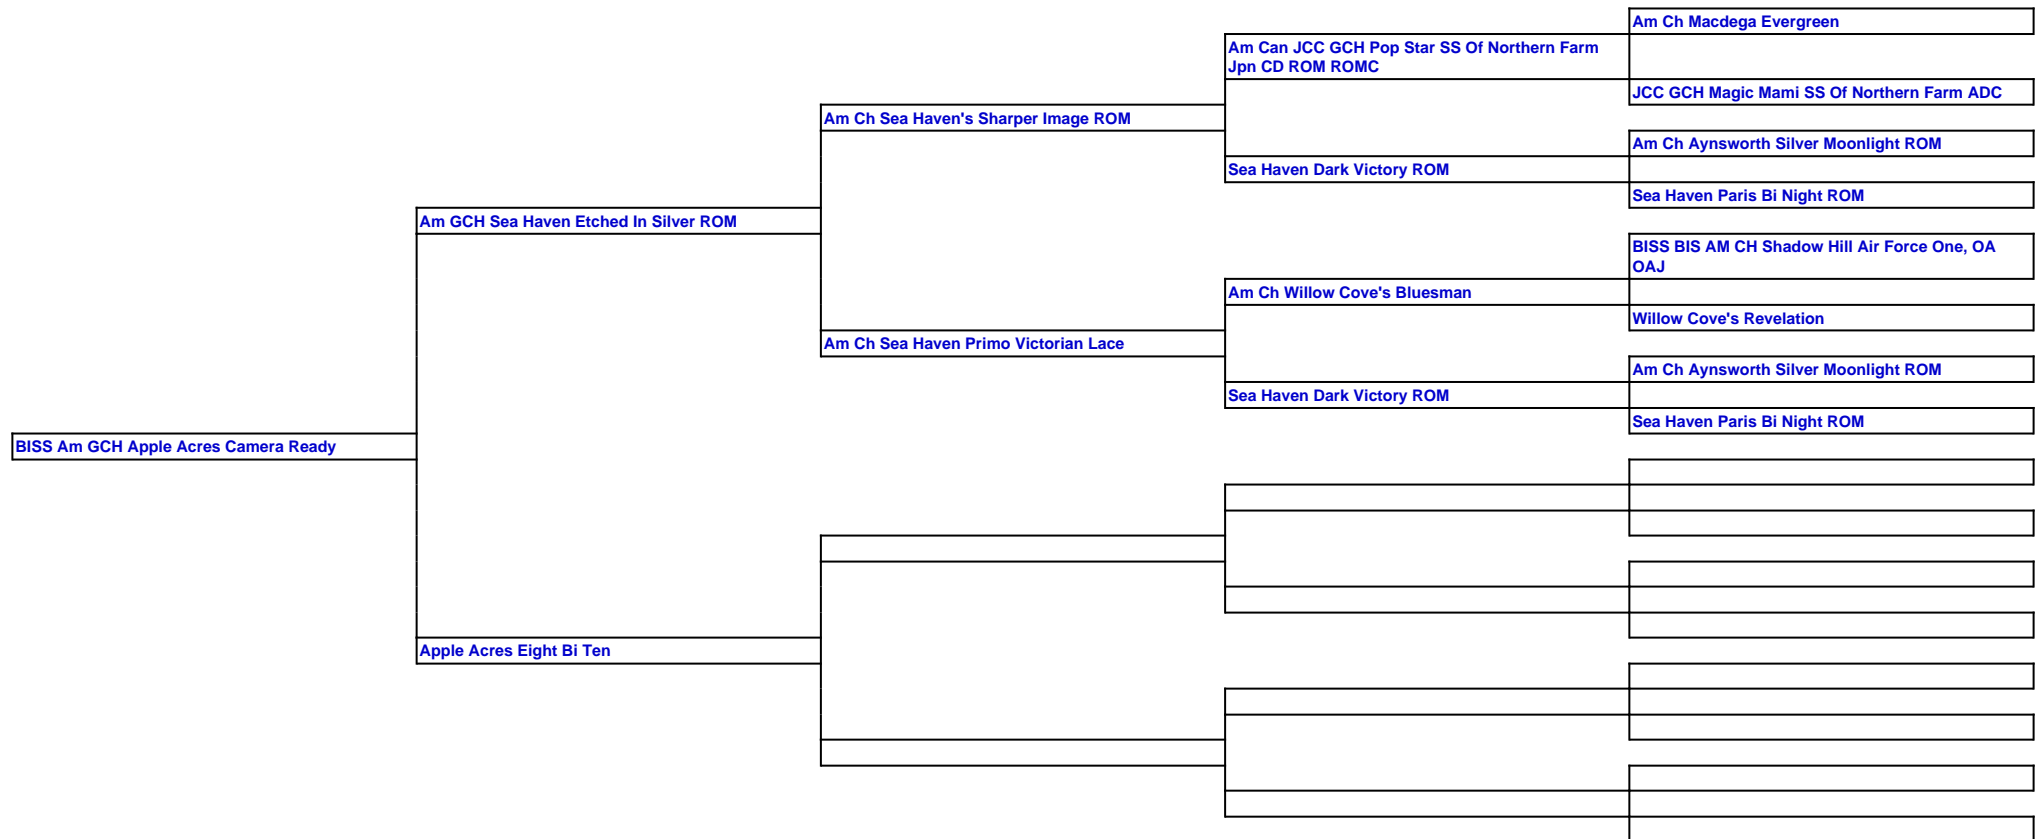 Am Ch Macdega Evergreen
Am Can JCC GCH Pop Star SS Of Northern Farm
Jpn CD ROM ROMC
JCC GCH Magic Mami SS Of Northern Farm ADC
Am Ch Sea Haven's Sharper Image ROM
Am Ch Aynsworth Silver Moonlight ROM
Sea Haven Dark Victory ROM
Sea Haven Paris Bi Night ROM
Am GCH Sea Haven Etched In Silver ROM
BISS BIS AM CH Shadow Hill Air Force One, OA
OAJ
Am Ch Willow Cove's Bluesman
Willow Cove's Revelation
Am Ch Sea Haven Primo Victorian Lace
Am Ch Aynsworth Silver Moonlight ROM
Sea Haven Dark Victory ROM
Sea Haven Paris Bi Night ROM
BISS Am GCH Apple Acres Camera Ready
Apple Acres Eight Bi Ten